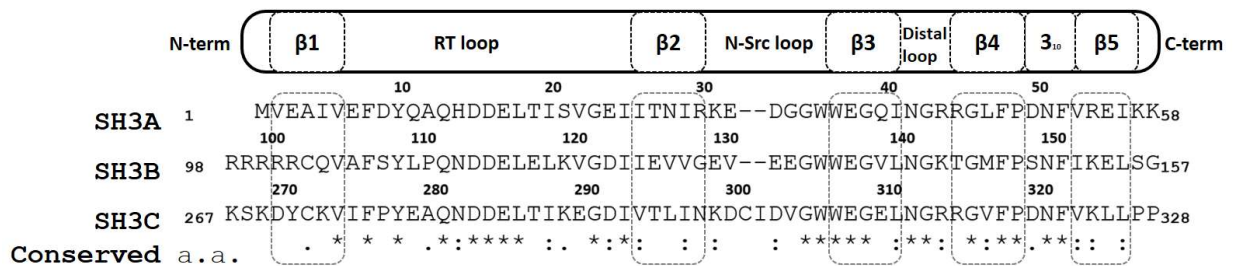 N-term β1 RT loop β2 N-Src loop β3 Distal loop β4 3₁₀ β5 C-term
10 20 30 40 50
SH3A 1 MVEAIVEFDYQAQHDDELTISVGEIITNIRKE--DGGWWEGQINGRRGLFPDNFVREIKK58
100 110 120 130 140 150
SH3B 98 RRRRRCQVAFSYLPQNDDELELKVGDIIEVVGEV--EEGWWEGVLNGKTGMFPSNFIKELSG157
270 280 290 300 310 320
SH3C 267 KSKDYCKVIFPYEAQNDDELTIKEGDIVTLINKDCIDVGWWEGELNGRRGVFPDNFVKLLPP328
Conserved a.a. . * * * .*:**** :. **: : : : ****:**: *:**.**:: :